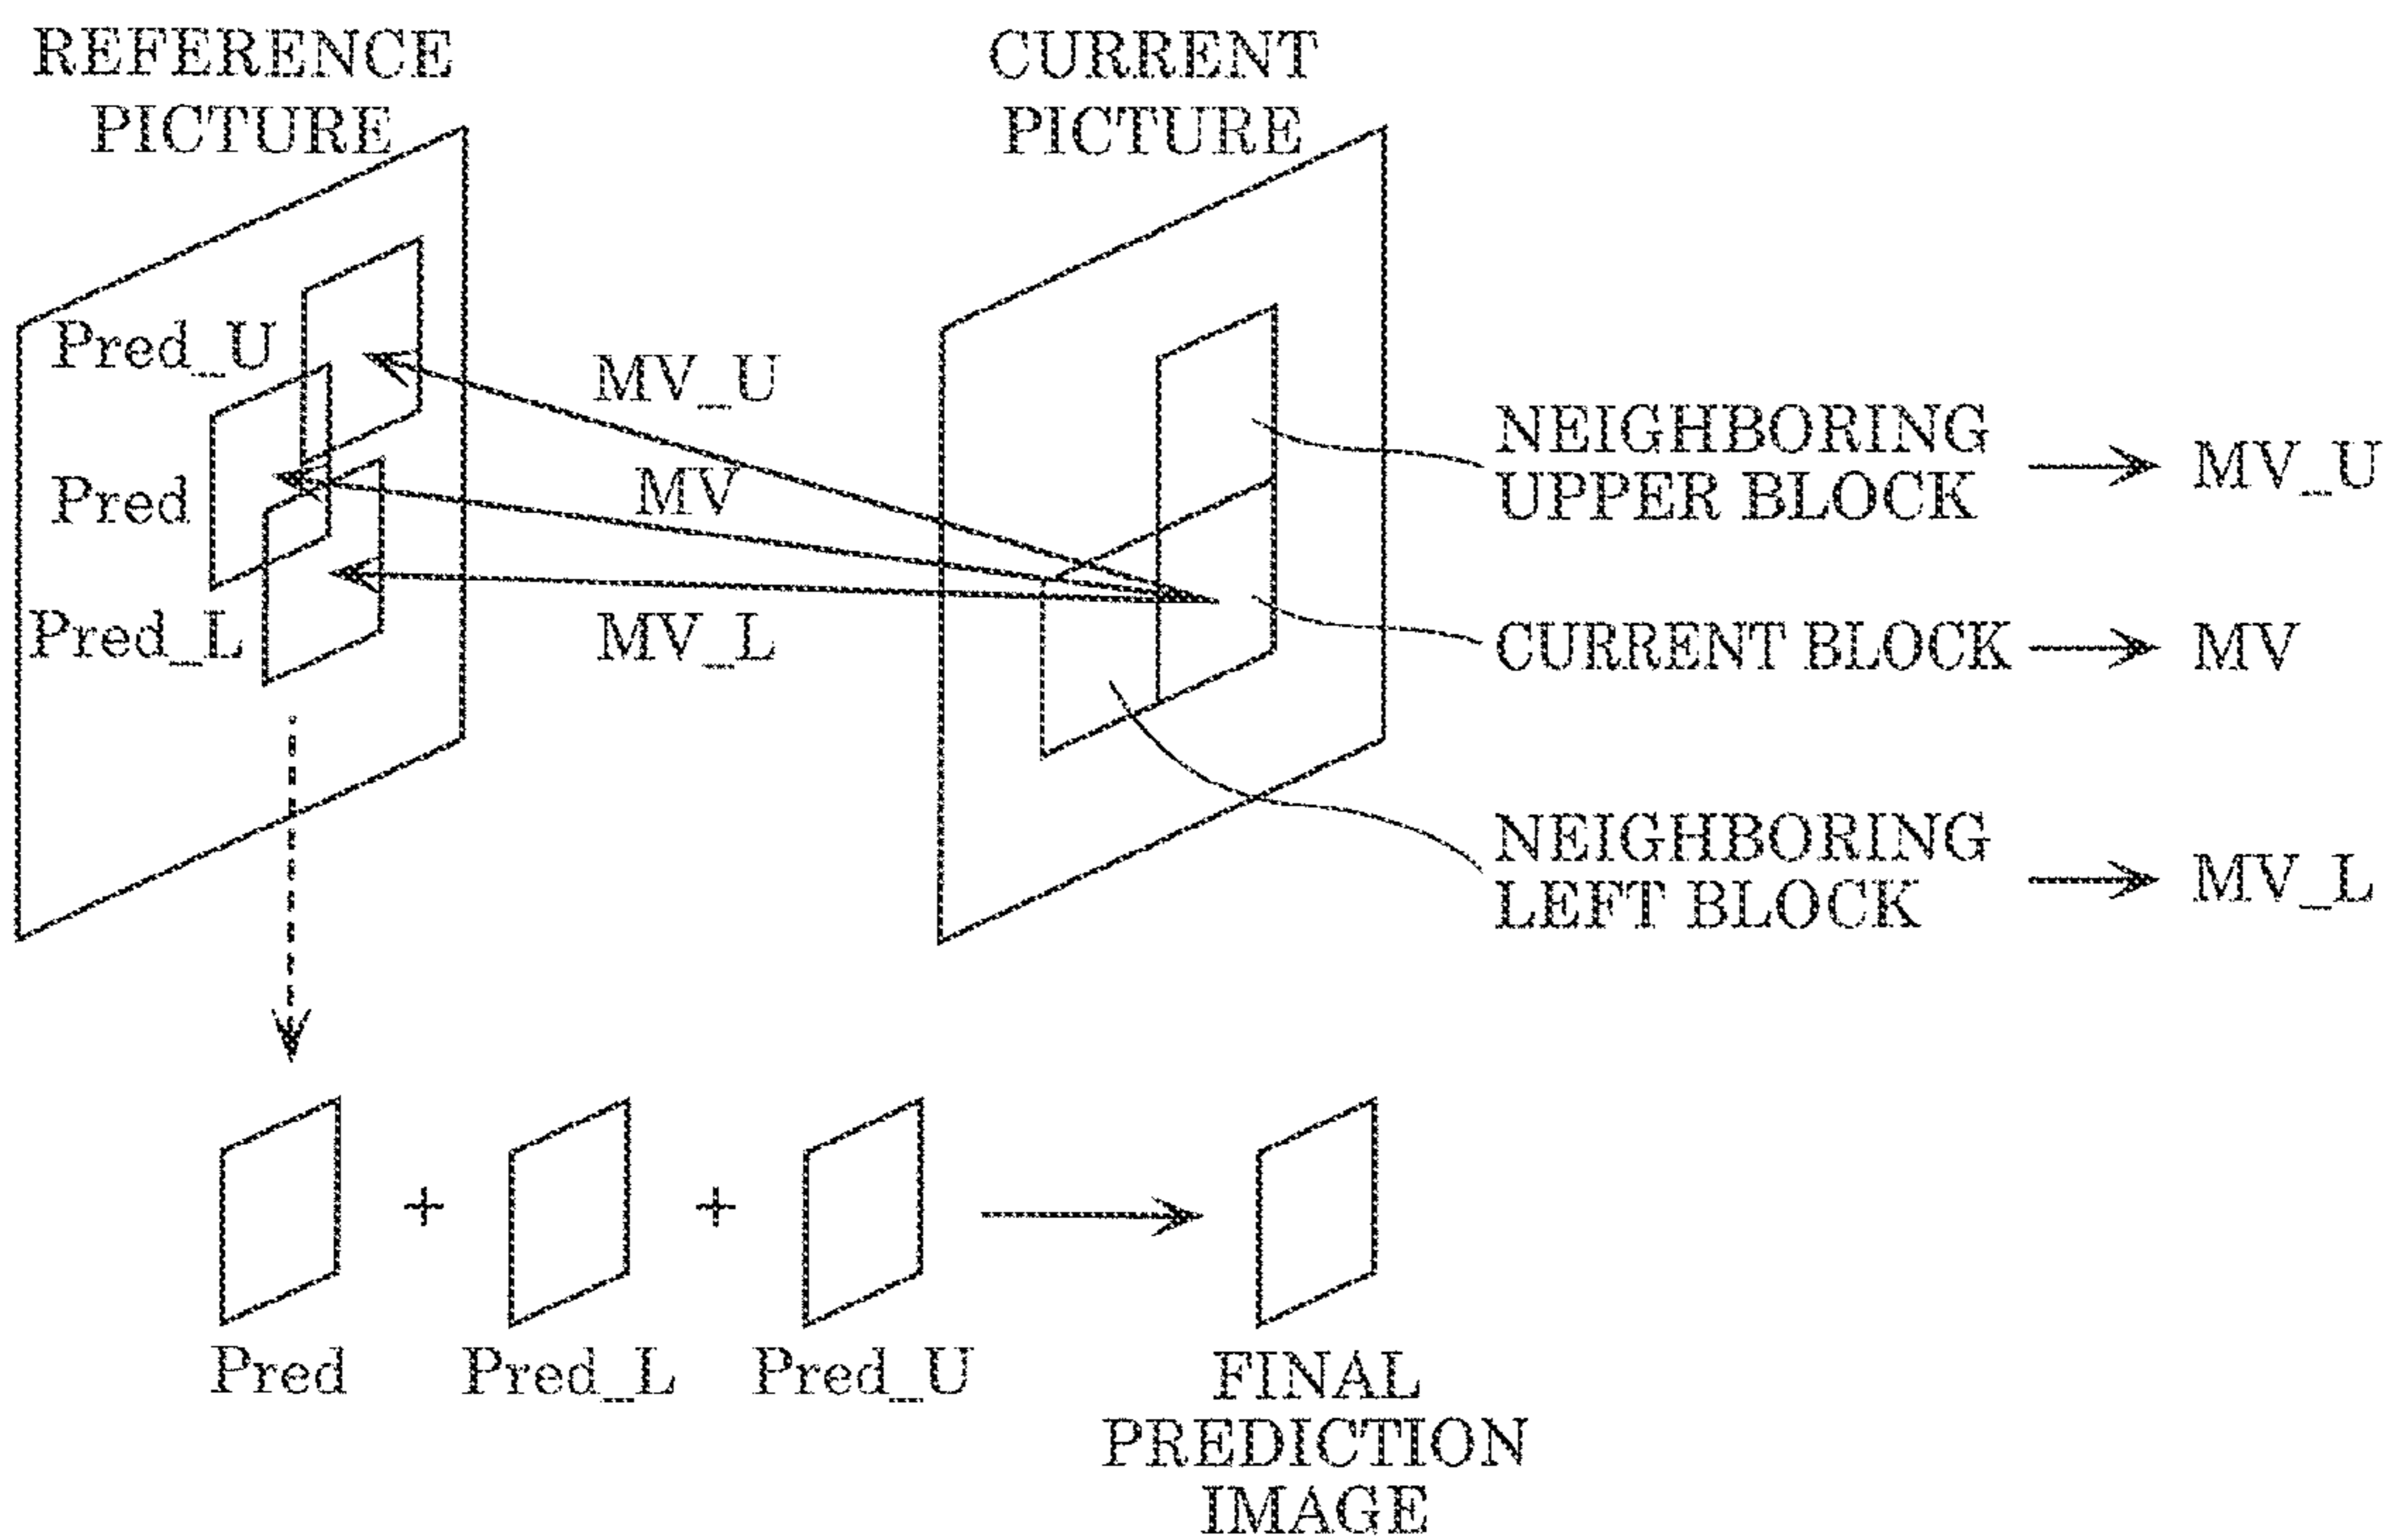 REFERENCE
PICTURE
CURRENT
PICTURE
Pred_U
Pred
Pred_L
MV_U
MV
MV_L
NEIGHBORING
UPPER BLOCK
MV_U
CURRENT BLOCK
MV
NEIGHBORING
LEFT BLOCK
MV_L
Pred + Pred_L + Pred_U
FINAL
PREDICTION
IMAGE